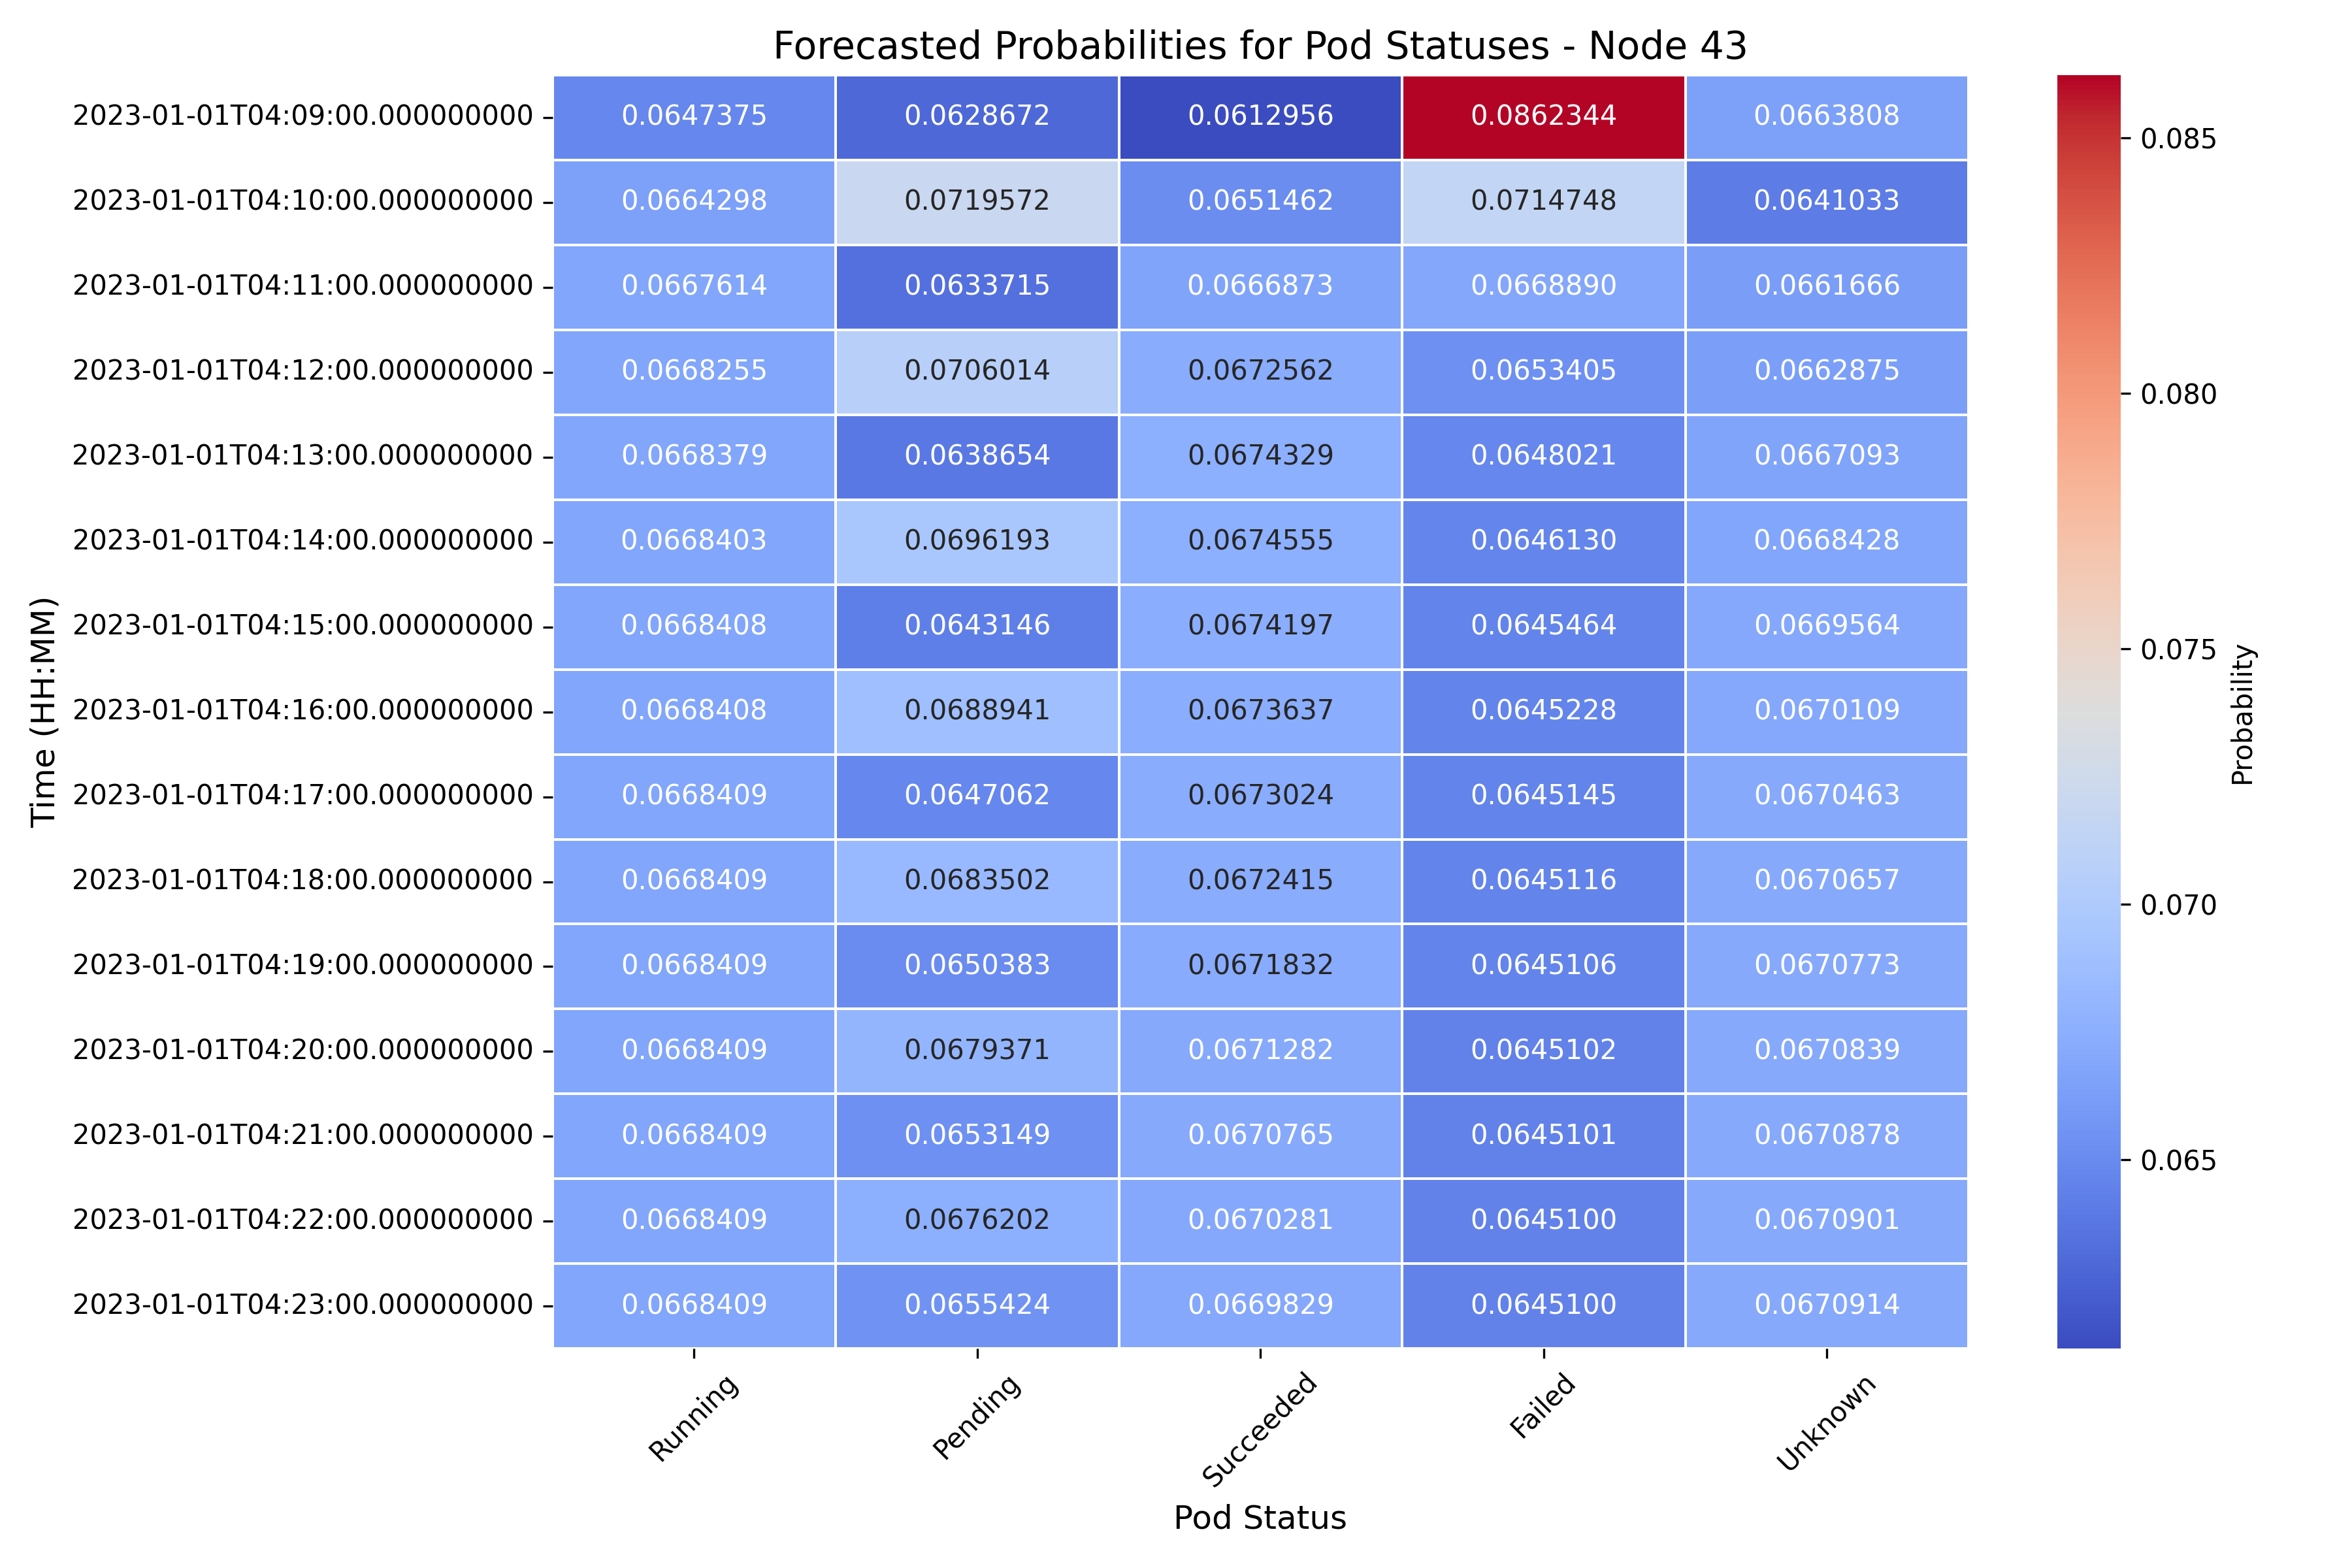 Forecasted Probabilities for Pod Statuses - Node 43
2023-01-01T04:09:00.000000000 0.0647375 0.0628672 0.0612956 0.0862344 0.0663808
2023-01-01T04:10:00.000000000 0.0664298 0.0719572 0.0651462 0.0714748 0.0641033
2023-01-01T04:11:00.000000000 0.0667614 0.0633715 0.0666873 0.0668890 0.0661666
2023-01-01T04:12:00.000000000 0.0668255 0.0706014 0.0672562 0.0653405 0.0662875
2023-01-01T04:13:00.000000000 0.0668379 0.0638654 0.0674329 0.0648021 0.0667093
2023-01-01T04:14:00.000000000 0.0668403 0.0696193 0.0674555 0.0646130 0.0668428
2023-01-01T04:15:00.000000000 0.0668408 0.0643146 0.0674197 0.0645464 0.0669564
2023-01-01T04:16:00.000000000 0.0668408 0.0688941 0.0673637 0.0645228 0.0670109
2023-01-01T04:17:00.000000000 0.0668409 0.0647062 0.0673024 0.0645145 0.0670463
2023-01-01T04:18:00.000000000 0.0668409 0.0683502 0.0672415 0.0645116 0.0670657
2023-01-01T04:19:00.000000000 0.0668409 0.0650383 0.0671832 0.0645106 0.0670773
2023-01-01T04:20:00.000000000 0.0668409 0.0679371 0.0671282 0.0645102 0.0670839
2023-01-01T04:21:00.000000000 0.0668409 0.0653149 0.0670765 0.0645101 0.0670878
2023-01-01T04:22:00.000000000 0.0668409 0.0676202 0.0670281 0.0645100 0.0670901
2023-01-01T04:23:00.000000000 0.0668409 0.0655424 0.0669829 0.0645100 0.0670914
Time (HH:MM)
Running Pending Succeeded Failed Unknown
Pod Status
0.085
0.080
0.075
0.070
0.065
Probability